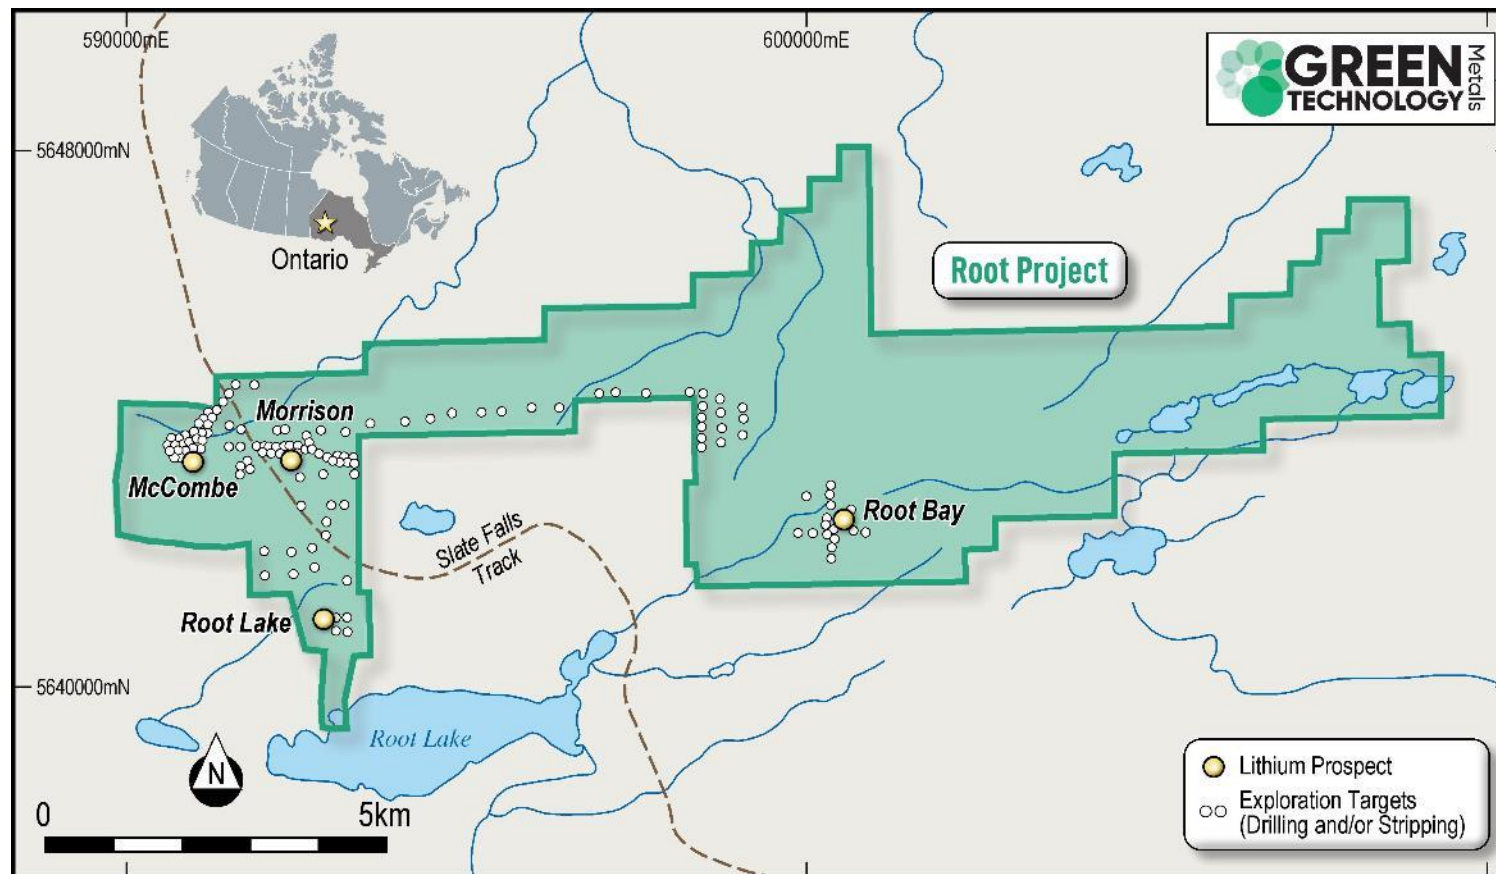 590000mE
600000mE
GREEN
TECHNOLOGY
Metals
5648000mN
Ontario
Root Project
Morrison
McCombe
Root Bay
Slate Falls
Track
Root Lake
5640000mN
Root Lake
N
0
5km
Lithium Prospect
Exploration Targets
(Drilling and/or Stripping)